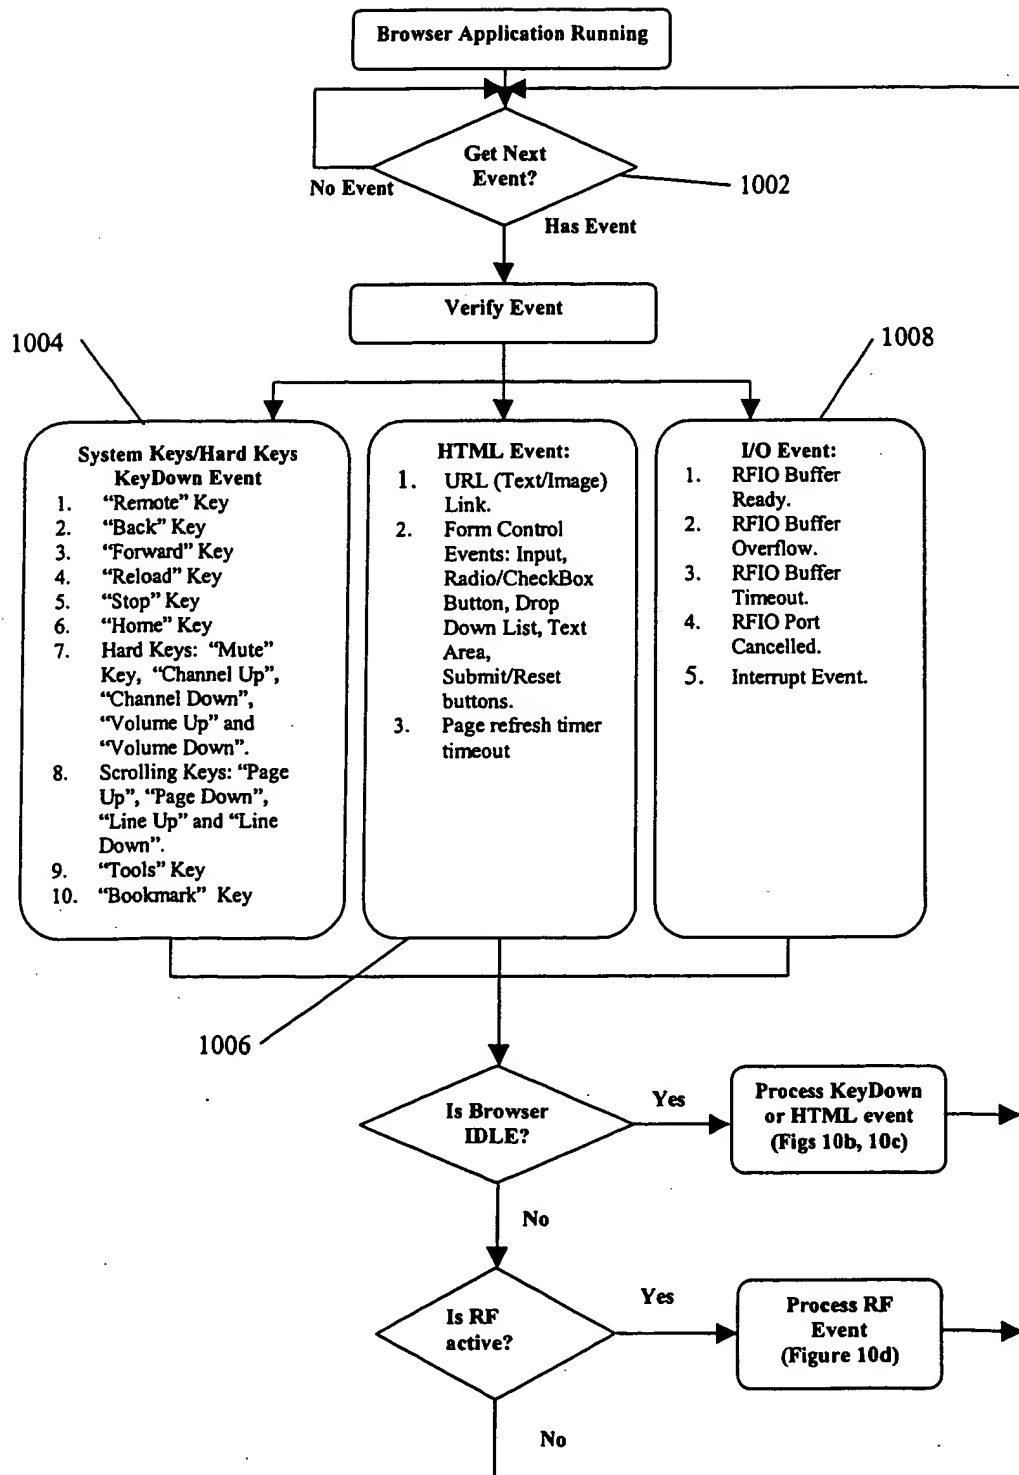 Browser Application Running
Get Next
Event?
No Event
1002
Has Event
Verify Event
1004
1008
System Keys/Hard Keys
KeyDown Event
1. “Remote” Key
2. “Back” Key
3. “Forward” Key
4. “Reload” Key
5. “Stop” Key
6. “Home” Key
7. Hard Keys: “Mute”
Key, “Channel Up”,
“Channel Down”,
“Volume Up” and
“Volume Down”.
8. Scrolling Keys: “Page
Up”, “Page Down”,
“Line Up” and “Line
Down”.
9. “Tools” Key
10. “Bookmark” Key
HTML Event:
1. URL (Text/Image)
Link.
2. Form Control
Events: Input,
Radio/CheckBox
Button, Drop
Down List, Text
Area,
Submit/Reset
buttons.
3. Page refresh timer
timeout
I/O Event:
1. RFIO Buffer
Ready.
2. RFIO Buffer
Overflow.
3. RFIO Buffer
Timeout.
4. RFIO Port
Cancelled.
5. Interrupt Event.
1006
Is Browser
IDLE?
Yes
Process KeyDown
or HTML event
(Figs 10b, 10c)
No
Is RF
active?
Yes
Process RF
Event
(Figure 10d)
No